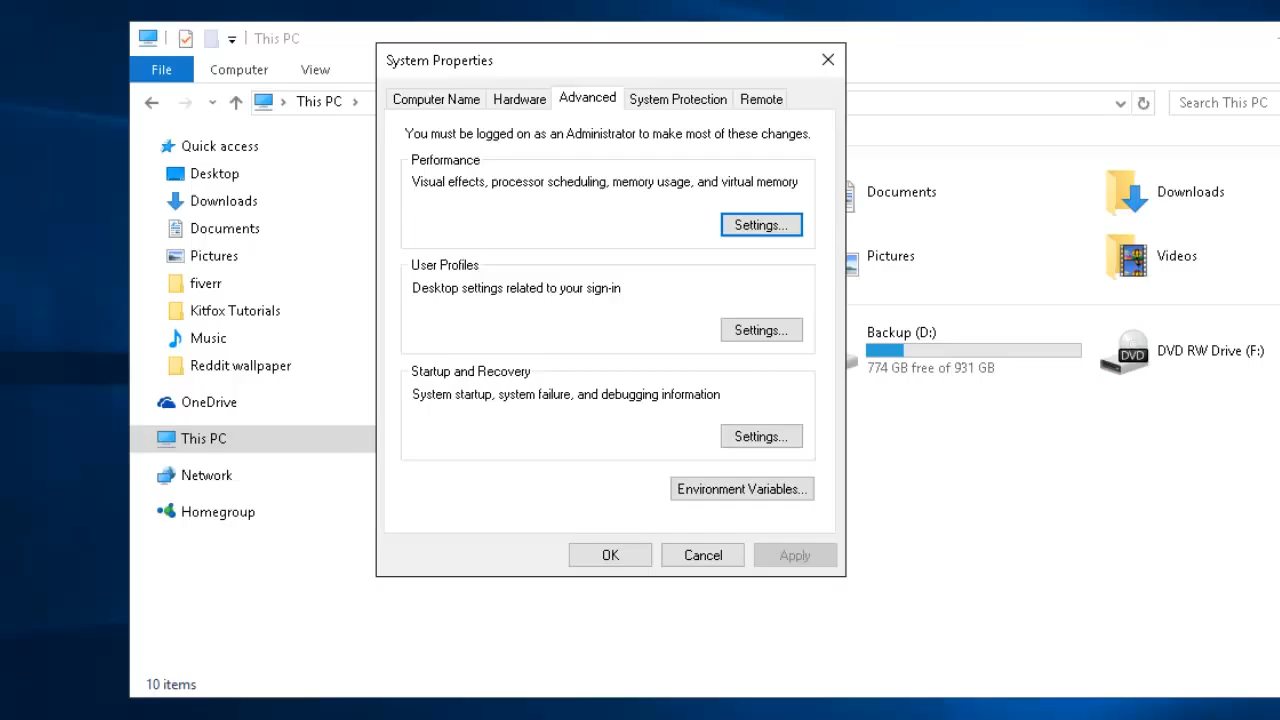 This PC
File Computer View
This PC
Search This PC
Quick access
Desktop
Downloads
Documents
Pictures
fiverr
Kitfox Tutorials
Music
Reddit wallpaper
OneDrive
This PC
Network
Homegroup
10 items
System Properties
Computer Name Hardware Advanced System Protection Remote
You must be logged on as an Administrator to make most of these changes.
Performance
Visual effects, processor scheduling, memory usage, and virtual memory
Settings...
User Profiles
Desktop settings related to your sign-in
Settings...
Startup and Recovery
System startup, system failure, and debugging information
Settings...
Environment Variables...
OK Cancel Apply
Documents
Downloads
Pictures
Videos
Backup (D:)
774 GB free of 931 GB
DVD
DVD RW Drive (F:)